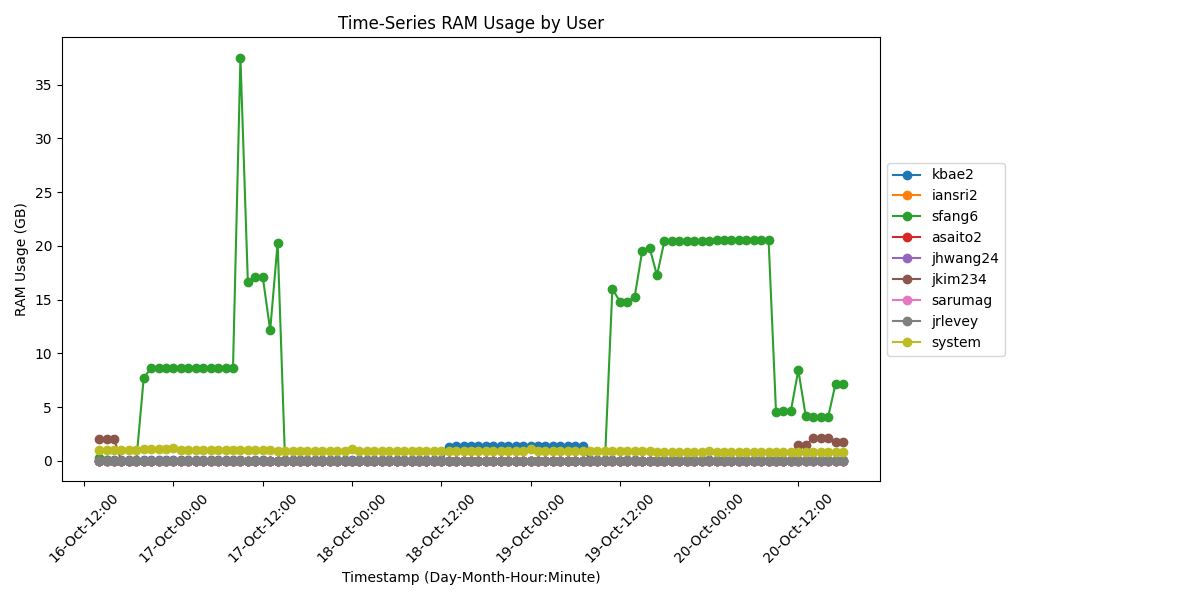 Time-Series RAM Usage by User
RAM Usage (GB)
35
30
25
20
15
10
5
0
16-Oct-12:00
17-Oct-00:00
17-Oct-12:00
18-Oct-00:00
18-Oct-12:00
19-Oct-00:00
19-Oct-12:00
20-Oct-00:00
20-Oct-12:00
Timestamp (Day-Month-Hour:Minute)
kbae2
iansri2
sfang6
asaito2
jhwang24
jkim234
sarumag
jrlevey
system